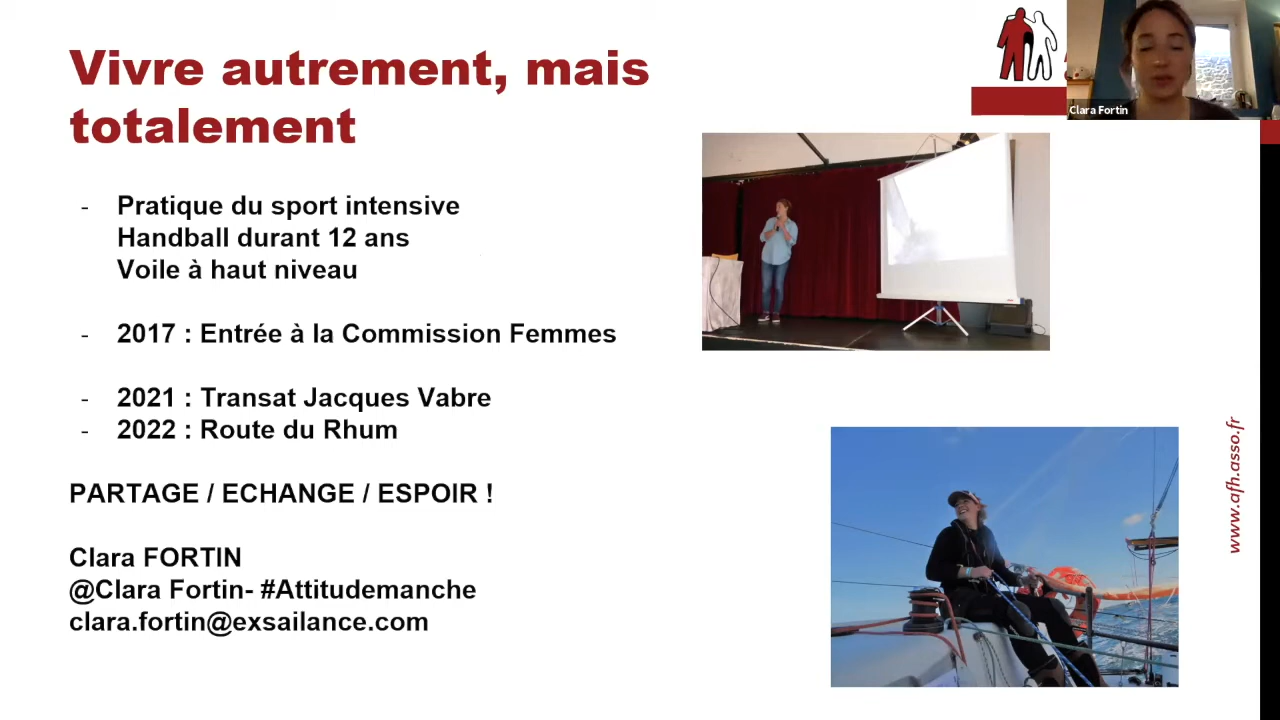 Vivre autrement, mais
totalement
Clara Fortin
- Pratique du sport intensive
Handball durant 12 ans
Voile à haut niveau
- 2017 : Entrée à la Commission Femmes
- 2021 : Transat Jacques Vabre
- 2022 : Route du Rhum
PARTAGE / ECHANGE / ESPOIR !
Clara FORTIN
@Clara Fortin- #Attitudemanche
clara.fortin@exsailance.com
www.afh.asso.fr